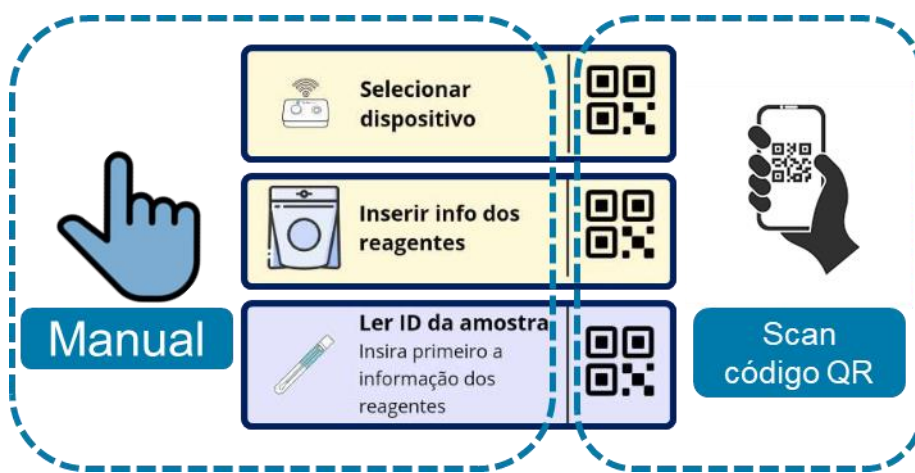 Selecionar
dispositivo
Inserir info dos
reagentes
Manual
Ler ID da amostra
Insira primeiro a
informação dos
reagentes
Scan
código QR